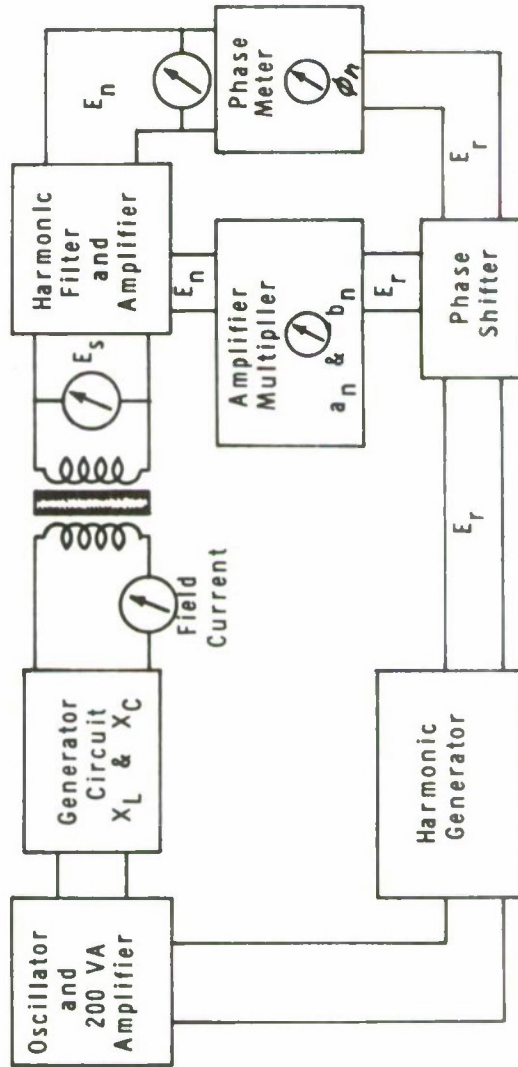 Oscillator
and
200 VA
Amplifier
Generator
Circuit
X_L & X_C
Field
Current
E_s
Harmonic
Filter
and
Amplifier
E_n
E_n
Phase
Meter
ϕ_n
Amplifier
Multiplier
a_n & b_n
E_r
E_r
Harmonic
Generator
E_r
Phase
Shifter